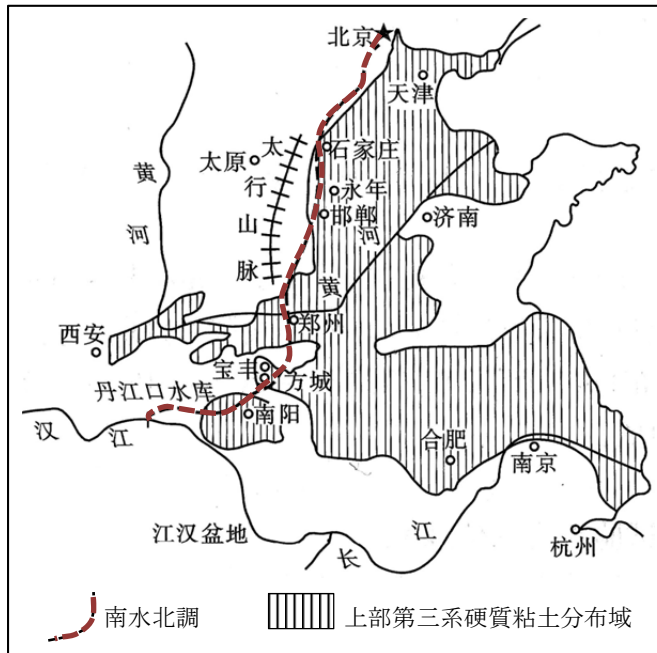 北京
天津
石家庄
太原
太行山脉
永年
邯郸
济南
黄河
黄河
郑州
西安
宝丰
方城
丹江口水库
南阳
汉江
合肥
南京
江汉盆地
长江
杭州
南水北調
上部第三系硬質粘土分布域